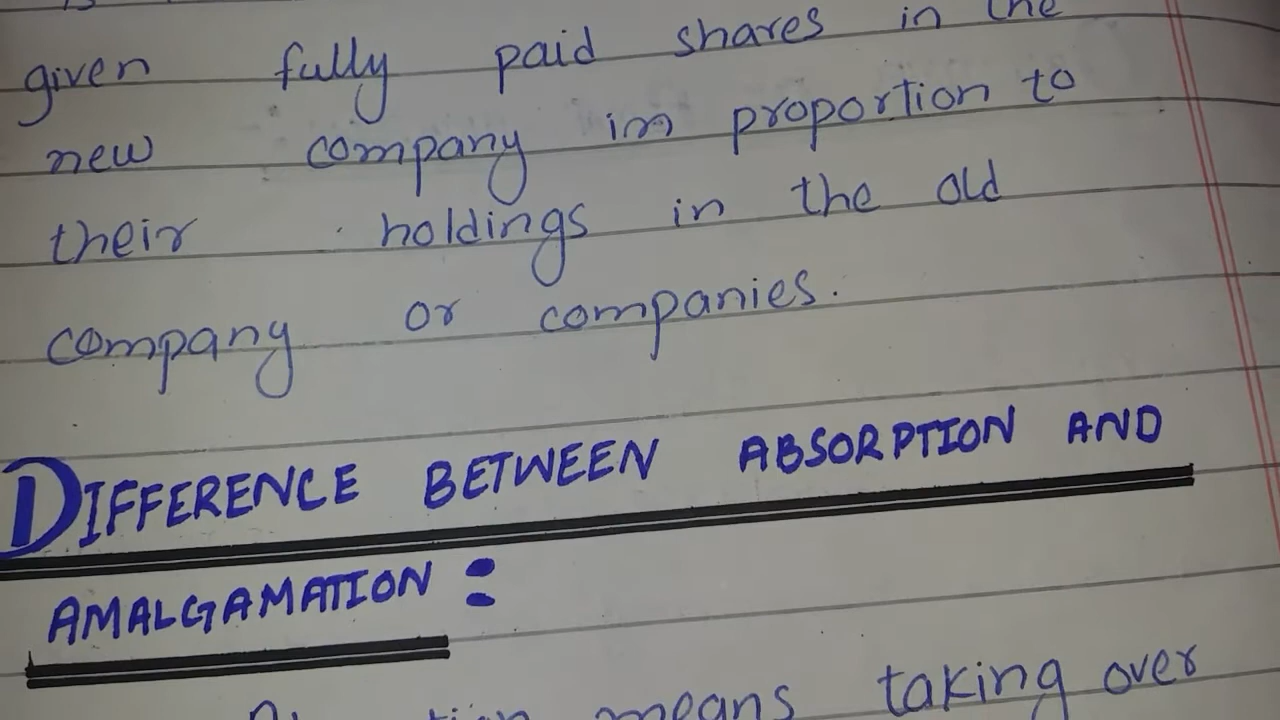 given fully paid shares in the
new company in proportion to
their holdings in the old
company or companies.
DIFFERENCE BETWEEN ABSORPTION AND
AMALGAMATION :
means taking over